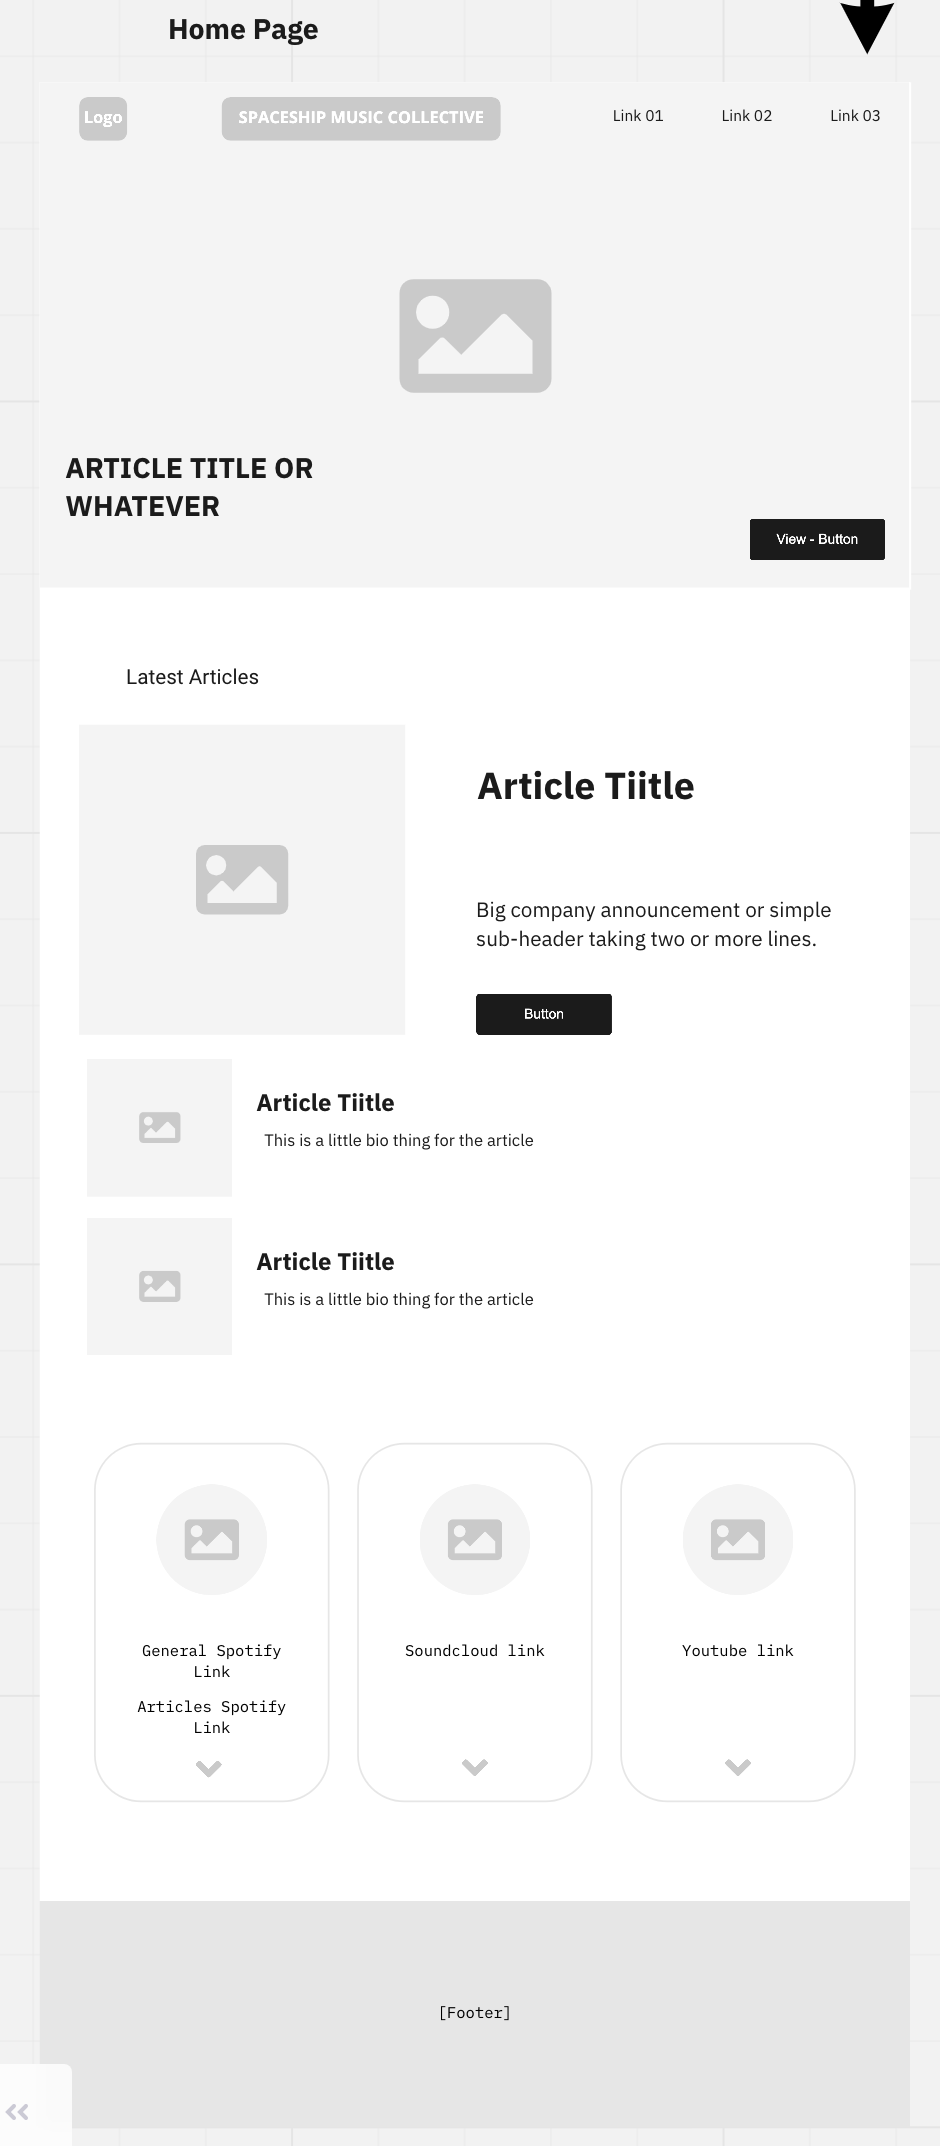 Home Page
Logo
SPACESHIP MUSIC COLLECTIVE
Link 01
Link 02
Link 03
ARTICLE TITLE OR
WHATEVER
View - Button
Latest Articles
Article Tiitle
Big company announcement or simple
sub-header taking two or more lines.
Button
Article Tiitle
This is a little bio thing for the article
Article Tiitle
This is a little bio thing for the article
General Spotify
Link
Articles Spotify
Link
Soundcloud link
Youtube link
[Footer]